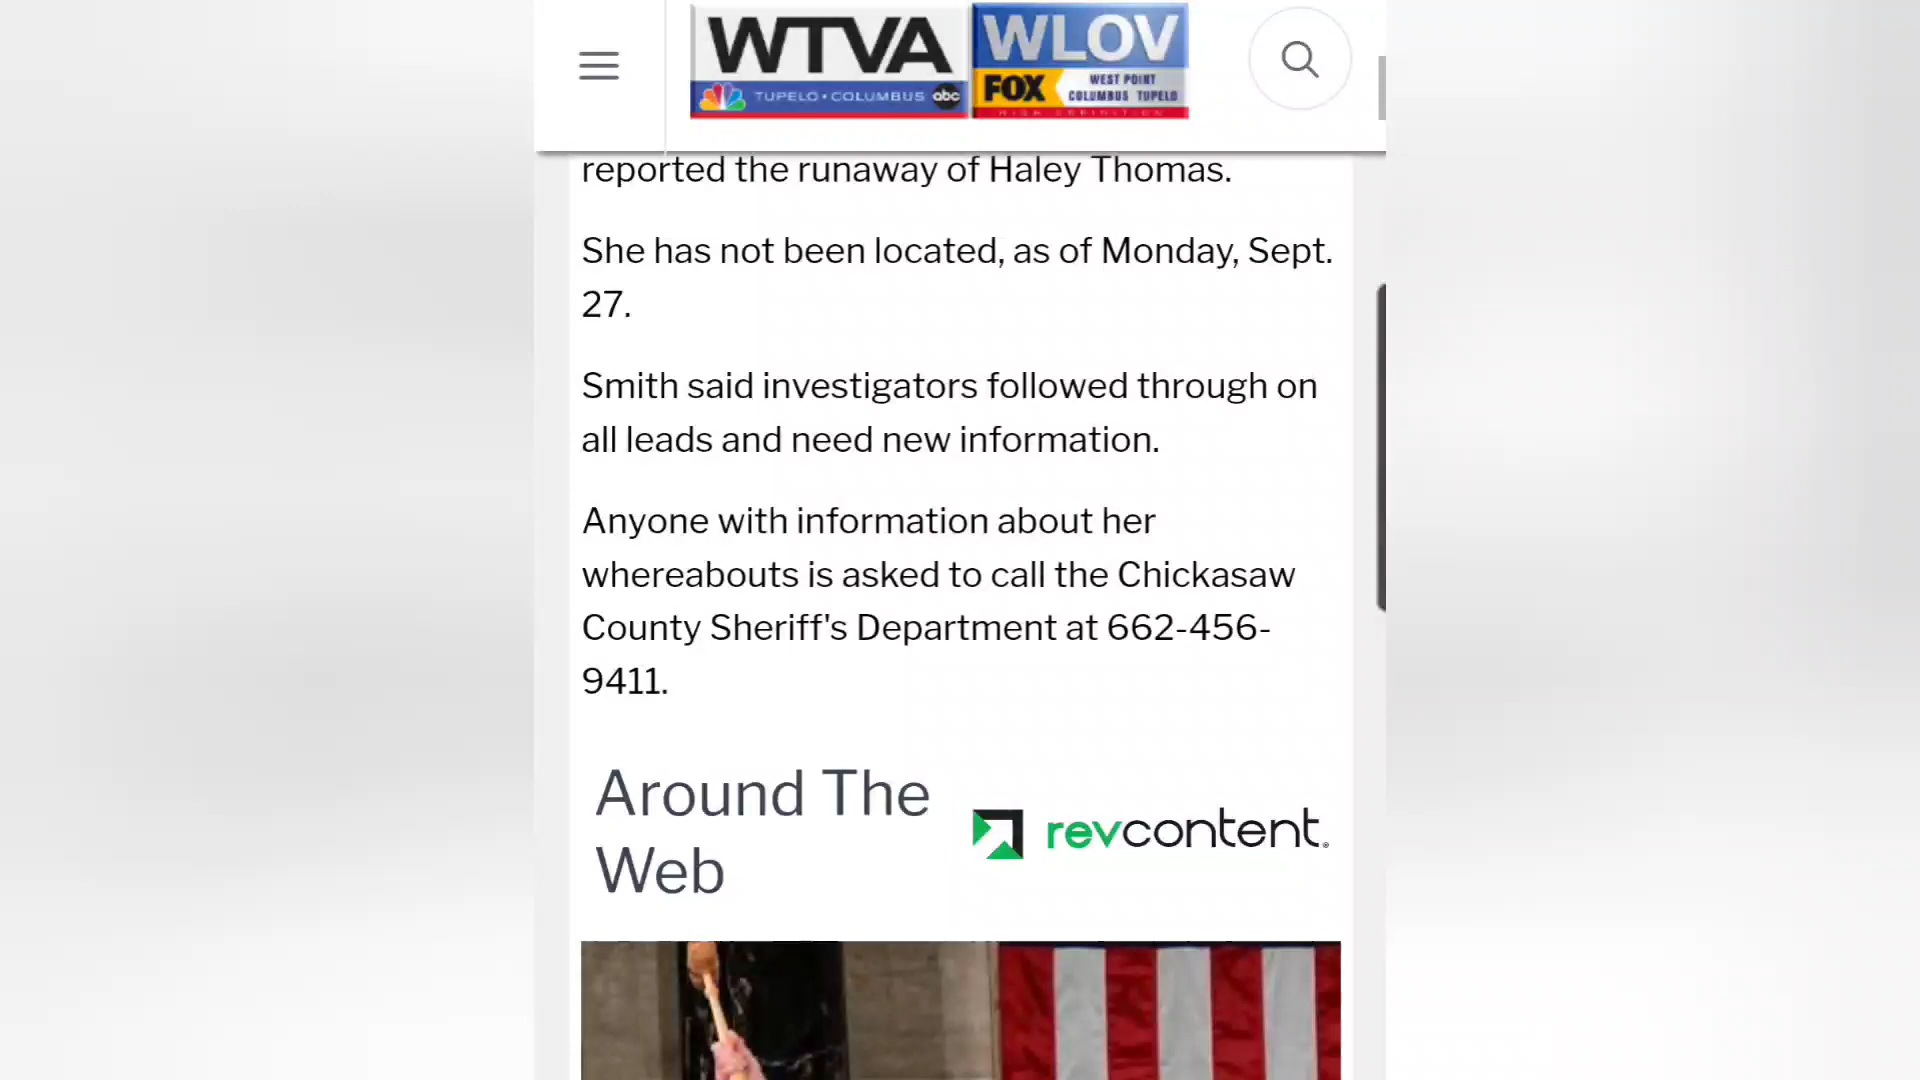 WTVA
TUPELO • COLUMBUS abc
WLOV
FOX
WEST POINT
COLUMBUS TUPELO
HIGH DEFINITION
reported the runaway of Haley Thomas.
She has not been located, as of Monday, Sept.
27.
Smith said investigators followed through on
all leads and need new information.
Anyone with information about her
whereabouts is asked to call the Chickasaw
County Sheriff's Department at 662-456-
9411.
Around The
Web
revcontent.